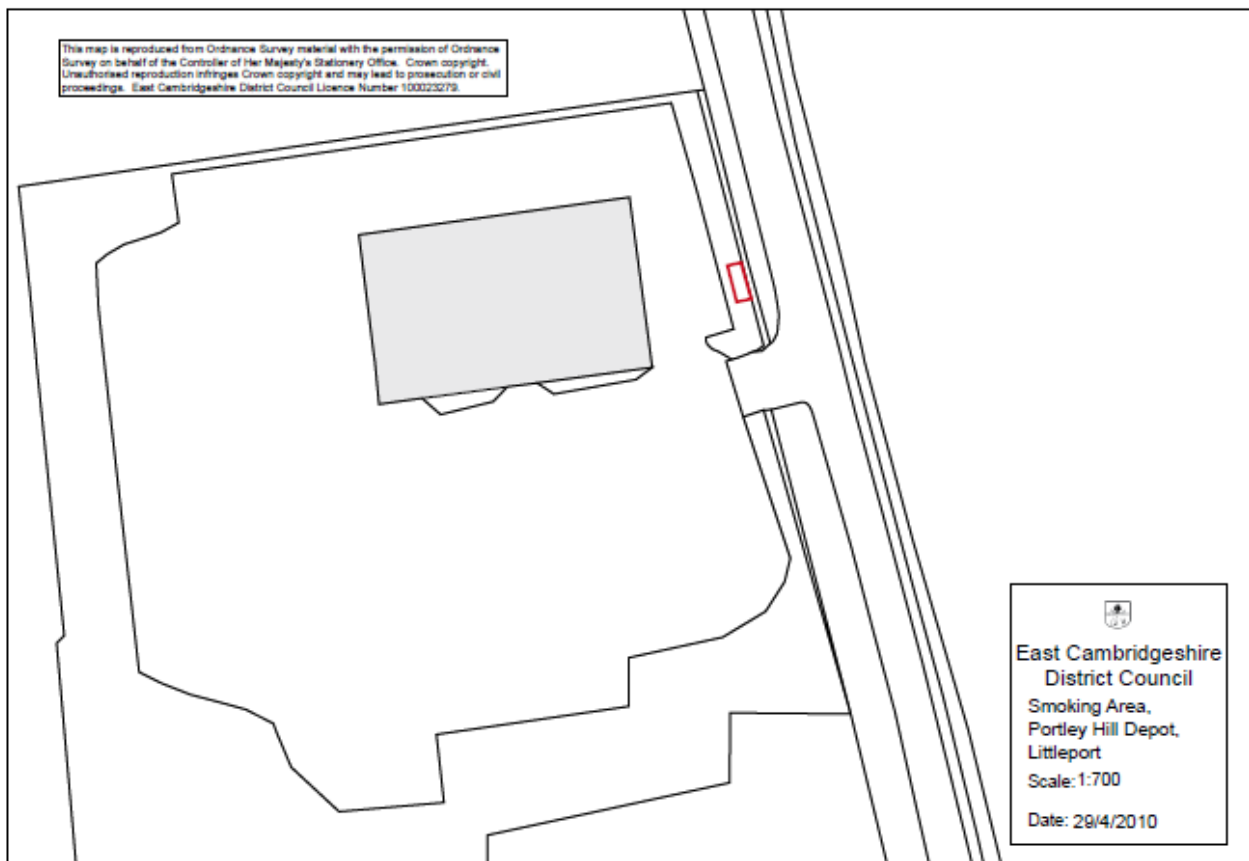 This map is reproduced from Ordnance Survey material with the permission of Ordnance
Survey on behalf of the Controller of Her Majesty's Stationery Office. Crown copyright.
Unauthorised reproduction infringes Crown copyright and may lead to prosecution or civil
proceedings. East Cambridgeshire District Council Licence Number 100023279.
East Cambridgeshire
District Council
Smoking Area,
Portley Hill Depot,
Littleport
Scale: 1:700
Date: 29/4/2010